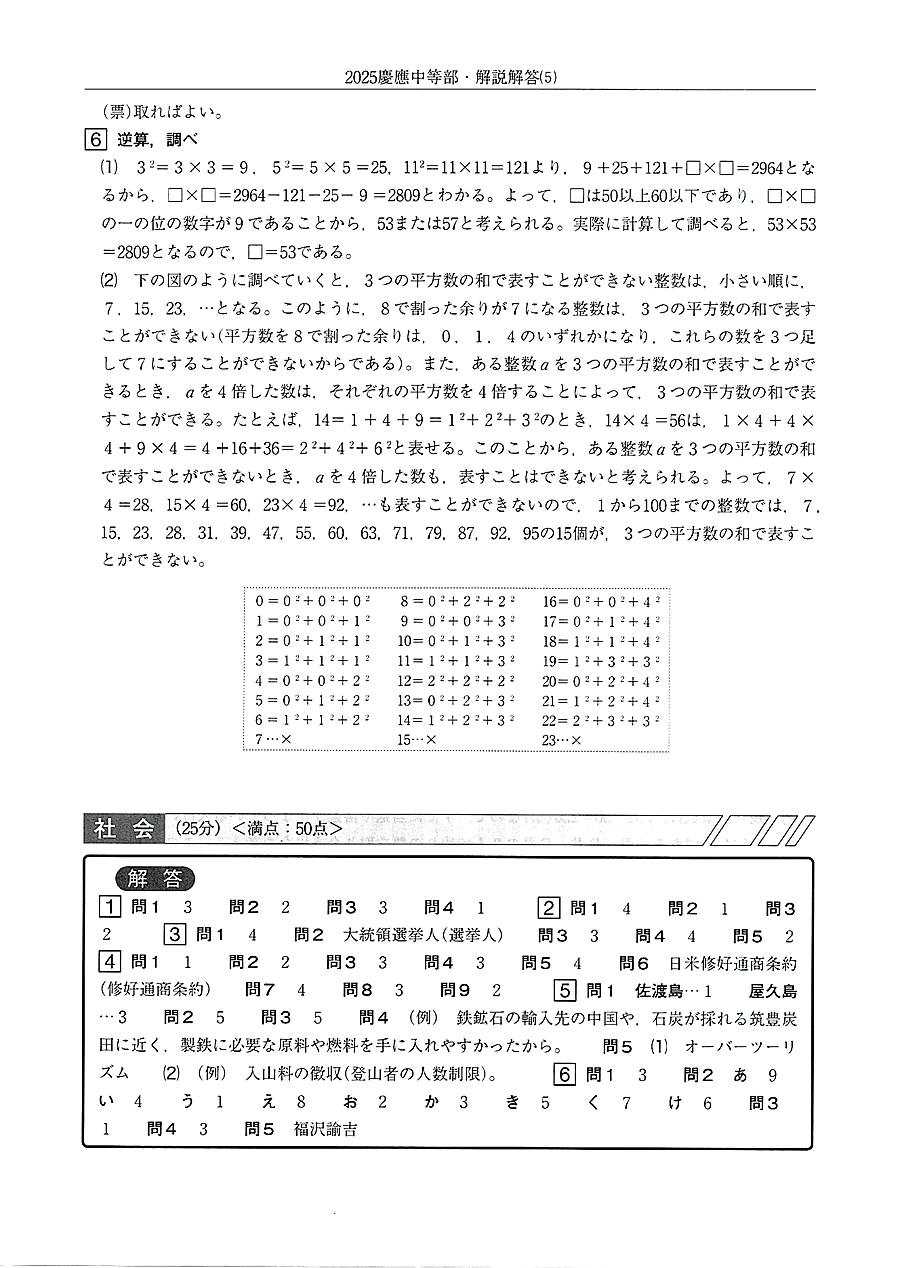 2025慶應中等部・解説解答(5)
(票)取ればよい。
6 逆算，調べ
(1) 3²=3×3=9，5²=5×5=25，11²=11×11=121より，9+25+121+□×□=2964とな
るから，□×□=2964−121−25−9=2809とわかる。よって，□は50以上60以下であり，□×□
の一の位の数字が9であることから，53または57と考えられる。実際に計算して調べると，53×53
=2809となるので，□=53である。
(2) 下の図のように調べていくと，3つの平方数の和で表すことができない整数は，小さい順に，
7，15，23，…となる。このように，8で割った余りが7になる整数は，3つの平方数の和で表す
ことができない(平方数を8で割った余りは，0，1，4のいずれかになり，これらの数を3つ足
して7にすることができないからである)。また，ある整数aを3つの平方数の和で表すことがで
きるとき，aを4倍した数は，それぞれの平方数を4倍することによって，3つの平方数の和で表
すことができる。たとえば，14=1+4+9=1²+2²+3²のとき，14×4=56は，1×4+4×
4+9×4=4+16+36=2²+4²+6²と表せる。このことから，ある整数aを3つの平方数の和
で表すことができないとき，aを4倍した数も，表すことはできないと考えられる。よって，7×
4=28，15×4=60，23×4=92，…も表すことができないので，1から100までの整数では，7，
15，23，28，31，39，47，55，60，63，71，79，87，92，95の15個が，3つの平方数の和で表すこ
とができない。
0=0²+0²+0² 8=0²+2²+2² 16=0²+0²+4²
1=0²+0²+1² 9=0²+0²+3² 17=0²+1²+4²
2=0²+1²+1² 10=0²+1²+3² 18=1²+1²+4²
3=1²+1²+1² 11=1²+1²+3² 19=1²+3²+3²
4=0²+0²+2² 12=2²+2²+2² 20=0²+2²+4²
5=0²+1²+2² 13=0²+2²+3² 21=1²+2²+4²
6=1²+1²+2² 14=1²+2²+3² 22=2²+3²+3²
7…× 15…× 23…×
社会 (25分) ＜満点：50点＞
解答
1 問1 3 問2 2 問3 3 問4 1 2 問1 4 問2 1 問3
2 3 問1 4 問2 大統領選挙人(選挙人) 問3 3 問4 4 問5 2
4 問1 1 問2 2 問3 3 問4 3 問5 4 問6 日米修好通商条約
(修好通商条約) 問7 4 問8 3 問9 2 5 問1 佐渡島…1 屋久島
…3 問2 5 問3 5 問4 (例) 鉄鉱石の輸入先の中国や，石炭が採れる筑豊炭
田に近く，製鉄に必要な原料や燃料を手に入れやすかったから。 問5 (1) オーバーツーリ
ズム (2) (例) 入山料の徴収(登山者の人数制限)。 6 問1 3 問2 あ 9
い 4 う 1 え 8 お 2 か 3 き 5 く 7 け 6 問3
1 問4 3 問5 福沢諭吉